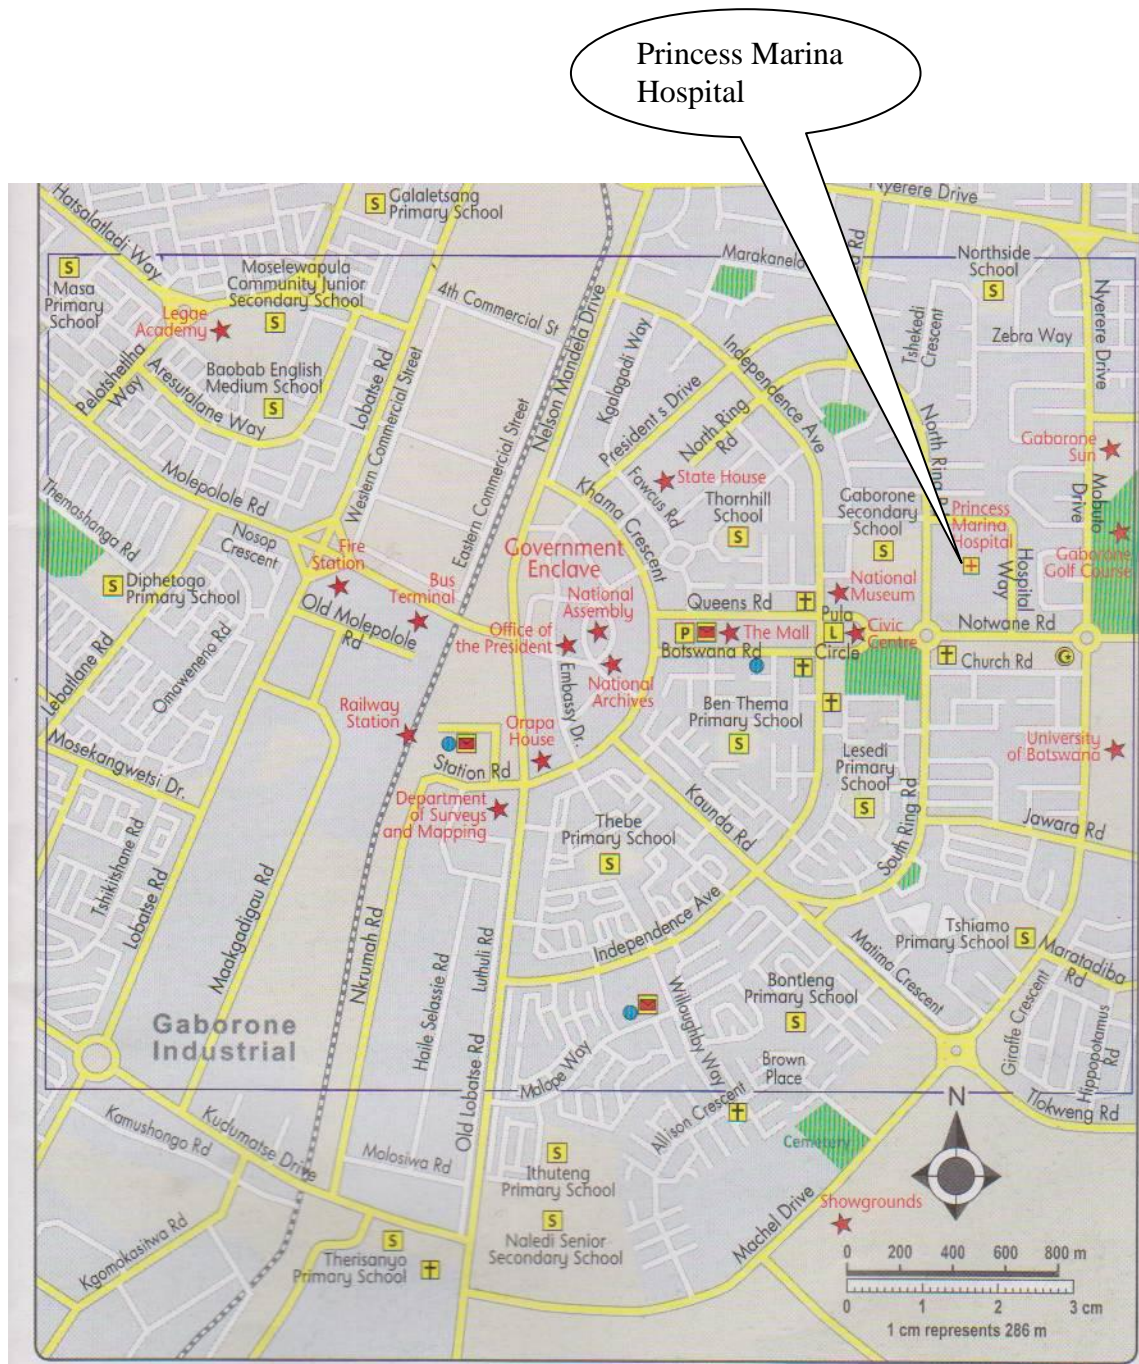 Princess Marina
Hospital
Nyerere Drive
Hatsalatladi Way
S
Galaletsang
Primary School
Marakanelo
Rd
Northside
School
S
S
Masa
Primary
School
Moselewapula
Community Junior
Secondary School
S
Legae
Academy
4th Commercial St
Nelson Mandela Drive
Kgalagadi Way
Independence Ave
Tshekedi
Crescent
Zebra Way
Nyerere Drive
Baobab English
Medium School
S
Pelotshetlha
Way
Aresutalane Way
Lobatse Rd
Western Commercial Street
Eastern Commercial Street
President's Drive
North Ring
Rd
North Ring
Gaborone
Sun
Molepolole Rd
Themashanga Rd
Nosop
Crescent
State House
Fawcus Rd
Khama Crescent
Thornhill
School
S
Gaborone
Secondary
School
S
Princess
Marina
Hospital
Mobuto
Drive
Gaborone
Golf Course
Hospital
Way
Fire
Station
Bus
Terminal
Government
Enclave
National
Assembly
S
Diphetogo
Primary School
Old Molepolole
Rd
Office of
the President
Queens Rd
National
Museum
Pula
Circle
P
The Mall
L
Civic
Centre
Notwane Rd
Botswana Rd
Church Rd
Lebatlane Rd
Omaweneno Rd
Embassy Dr.
National
Archives
Ben Thema
Primary School
S
Railway
Station
Orapa
House
Station Rd
Lesedi
Primary
School
S
University
of Botswana
Mosekangwetsi Dr.
Department
of Surveys
and Mapping
Thebe
Primary School
S
Kaunda Rd
South Ring Rd
Jawara Rd
Tshikitshane Rd
Lobatse Rd
Maakgadigau Rd
Nkrumah Rd
Haile Selassie Rd
Luthuli Rd
Independence Ave
Matima Crescent
Tshiamo
Primary School
S
Maratadiba
Rd
Gaborone
Industrial
Old Lobatse Rd
Willoughby Way
Bontleng
Primary School
S
Giraffe Crescent
Hippopotamus
Rd
Malope Way
Brown
Place
Allison Crescent
Tlokweng Rd
N
Kamushongo Rd
Kudumatse Drive
Molosiwa Rd
Cemetery
S
Ithuteng
Primary School
S
Naledi Senior
Secondary School
Machel Drive
Showgrounds
Kgomokasitwa Rd
S
Therisanyo
Primary School
0 200 400 600 800 m
0 1 2 3 cm
1 cm represents 286 m